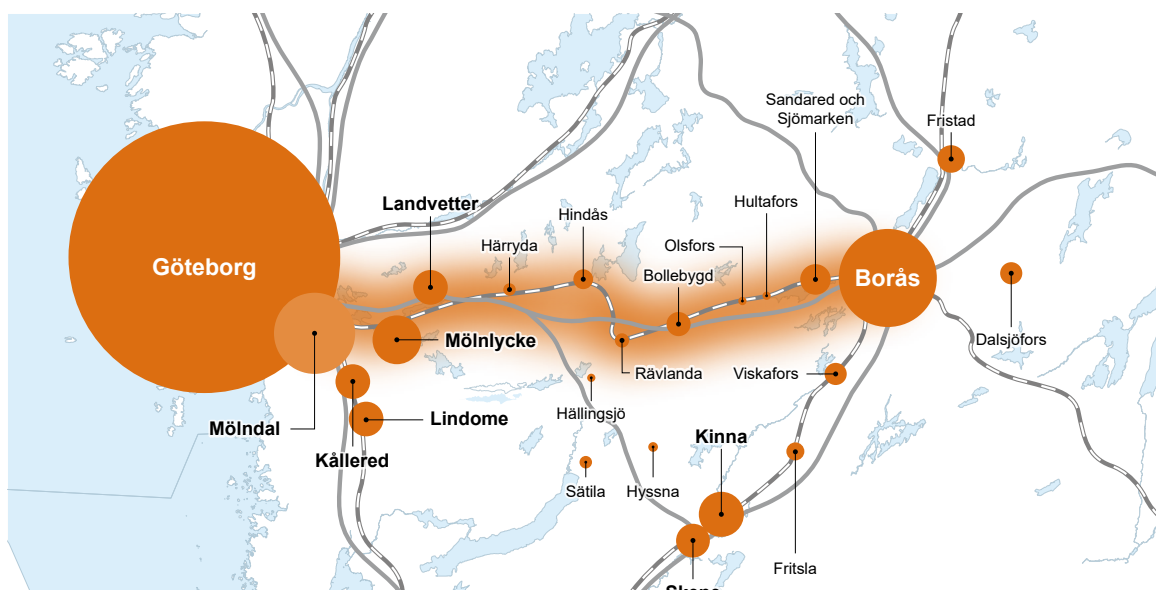 Sandared och
Sjömarken
Fristad
Landvetter
Hindås
Hultafors
Härryda
Olsfors
Göteborg
Bollebygd
Borås
Mölnlycke
Dalsjöfors
Rävlanda
Viskafors
Hällingsjö
Lindome
Mölndal
Kinna
Kållered
Sätila
Hyssna
Fritsla